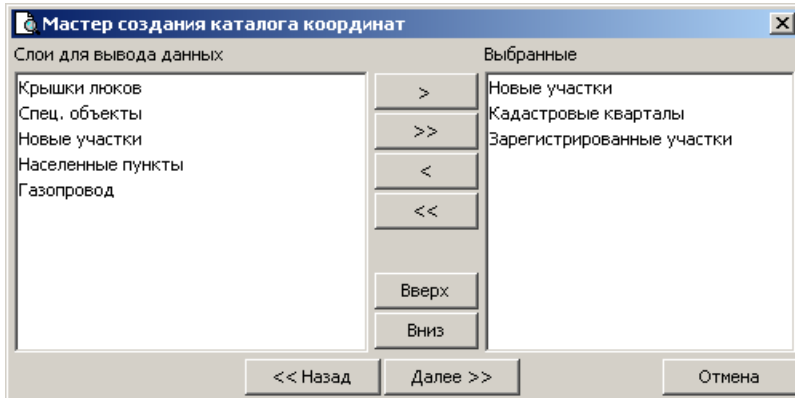 Мастер создания каталога координат
Слои для вывода данных
Выбранные
Крышки люков
Спец. объекты
Новые участки
Населенные пункты
Газопровод
>
>>
<
<<
Вверх
Вниз
Новые участки
Кадастровые кварталы
Зарегистрированные участки
<< Назад
Далее >>
Отмена